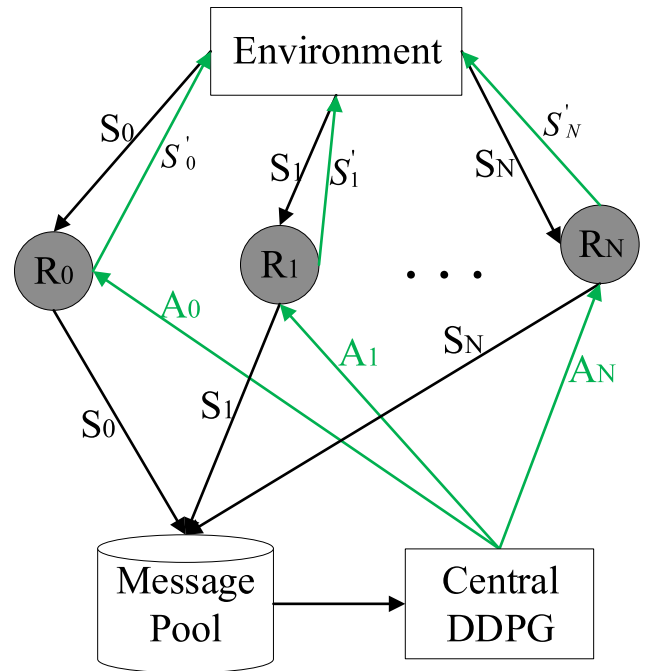 Environment
S0
S'0
S1
S'1
SN
S'N
R0
R1
. . .
RN
A0
A1
SN
AN
S0
S1
Message
Pool
Central
DDPG